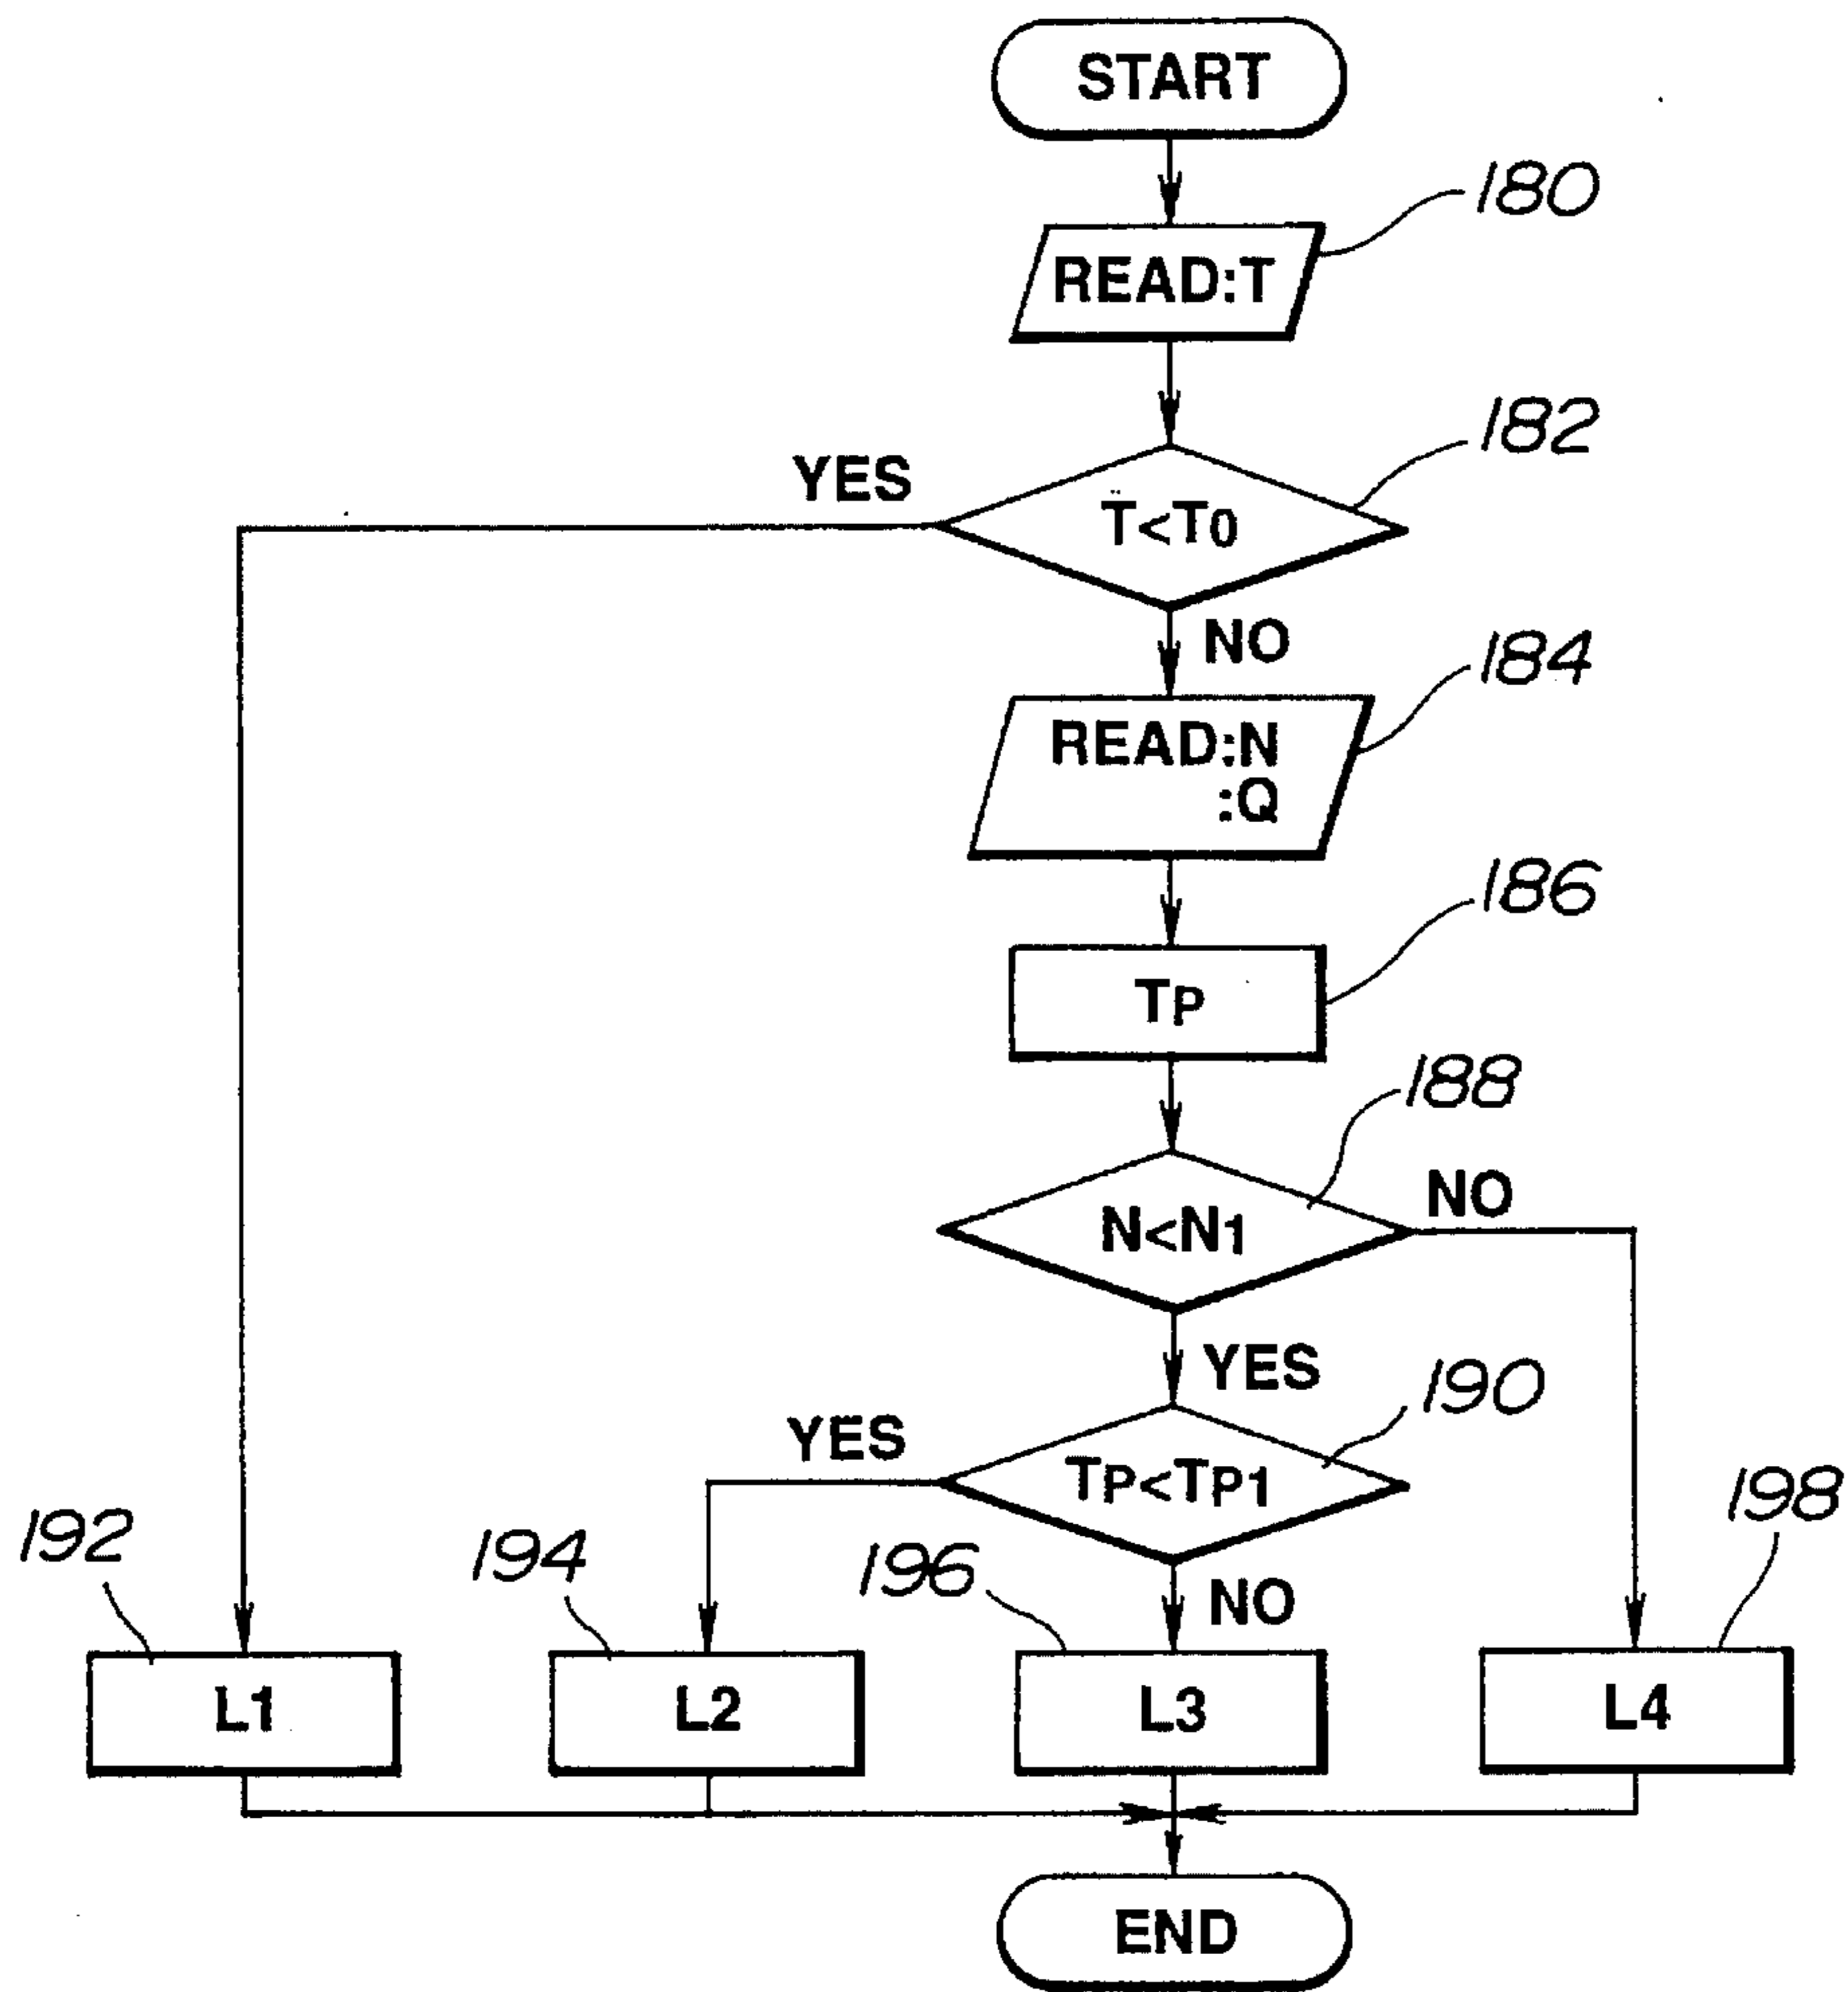 START
180
READ:T
182
YES
T<T0
NO
184
READ:N
:Q
186
TP
188
NO
N<N1
YES
190
YES
TP<TP1
198
192
194
196
NO
L1
L2
L3
L4
END